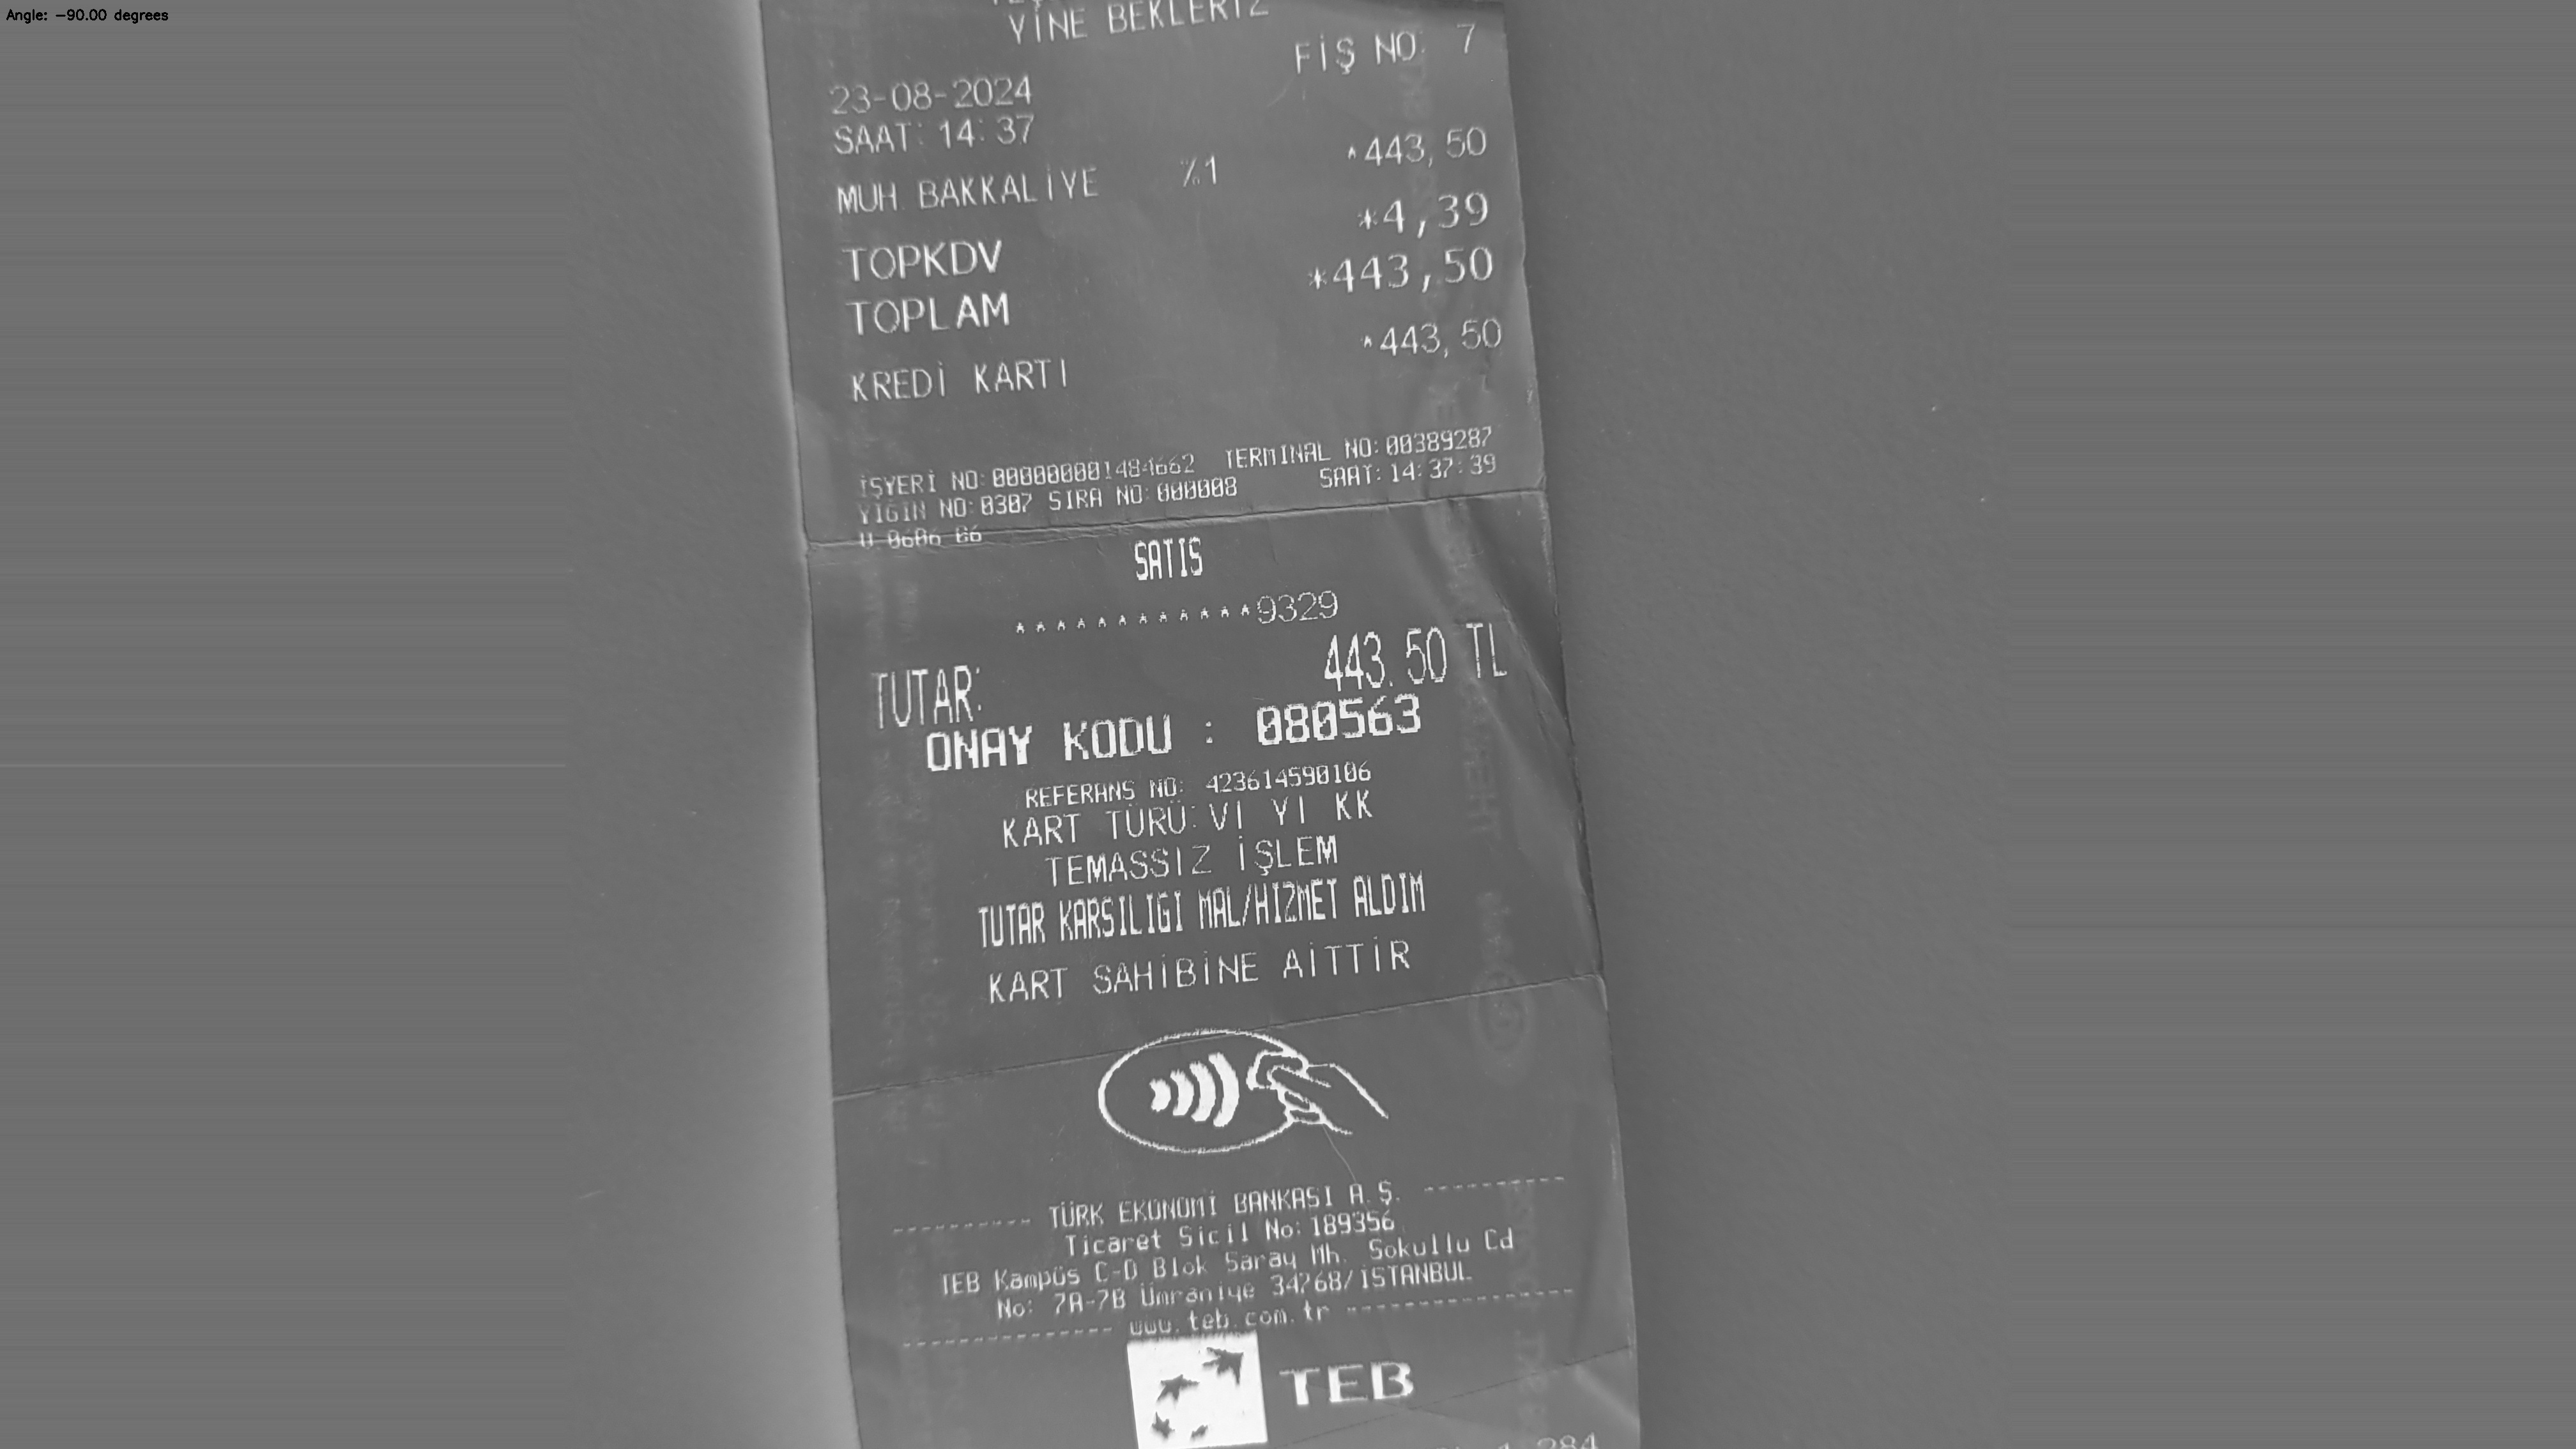 Angle: −90.00 degrees
YİNE BEKLERİZ
FİŞ NO: 7
23-08-2024
SAAT: 14:37
MUH. BAKKALİYE %1 *443,50
TOPKDV *4,39
TOPLAM *443,50
KREDİ KARTI *443,50
İŞYERİ NO:000000001484662 TERMINAL NO:00389287
YIGIN NO:0307 SIRA NO:000008 SAAT:14:37:39
SATIS
************9329
TUTAR: 443.50 TL
ONAY KODU : 080563
REFERANS NO: 423614590106
KART TÜRÜ: VI YI KK
TEMASSIZ İŞLEM
TUTAR KARSILIGI MAL/HIZMET ALDIM
KART SAHİBİNE AİTTİR
---------- TÜRK EKONOMİ BANKASI A.Ş. ----------
Ticaret Sicil No:189356
TEB Kampüs C-D Blok Saray Mh. Sokullu Cd
No: 7A-7B Ümraniye 34768/İSTANBUL
--------------- www.teb.com.tr ----------------
TEB